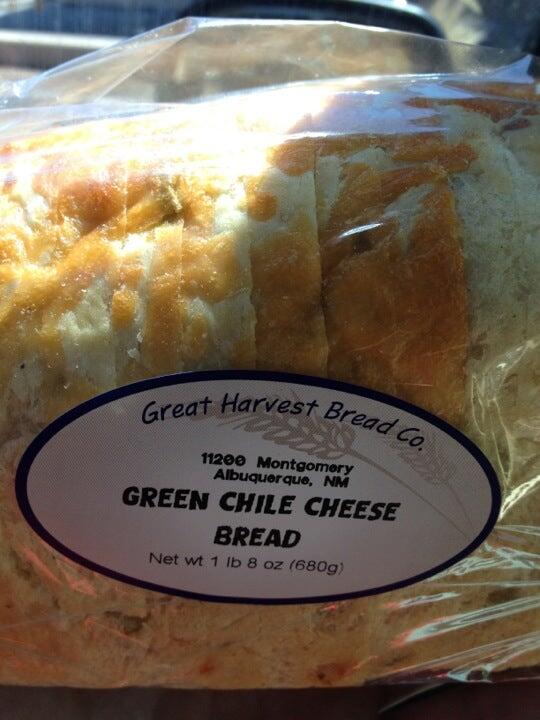 Great Harvest Bread Co.
11200 Montgomery
Albuquerque, NM
GREEN CHILE CHEESE
BREAD
Net wt 1 lb 8 oz (680g)